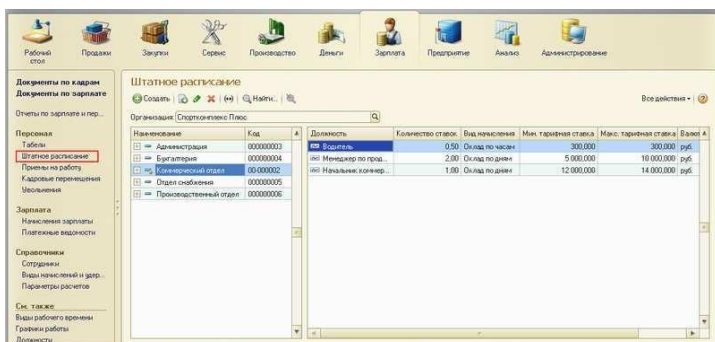 Рабочий стол
Продажи
Закупки
Сервис
Производство
Деньги
Зарплата
Предприятие
Анализ
Администрирование
Документы по кадрам
Документы по зарплате
Отчеты по зарплате и пер...
Персонал
Табели
Штатное расписание
Приемы на работу
Кадровые перемещения
Увольнения
Зарплата
Начисления зарплаты
Платежные ведомости
Справочники
Сотрудники
Виды начислений и удер...
Параметры расчетов
См. также
Виды рабочего времени
Графики работы
Должности
Штатное расписание
Создать Найти... Все действия
Организация: Спорткомплекс Плюс
Наименование Код
Администрация 000000003
Бухгалтерия 000000004
Коммерческий отдел 00-000002
Отдел снабжения 000000005
Производственный отдел 000000006
Должность Количество ставок Вид начисления Мин. тарифная ставка Макс. тарифная ставка Валют
Водитель 0,50 Оклад по часам 300,000 300,000 руб.
Менеджер по прод... 2,00 Оклад по дням 5 000,000 10 000,000 руб.
Начальник коммер... 1,00 Оклад по дням 12 000,000 14 000,000 руб.